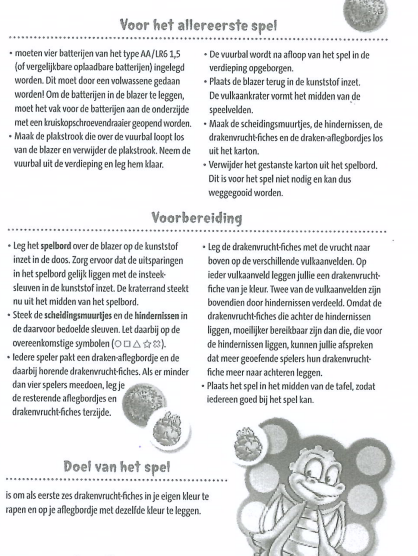 Voor het allereerste spel
• moeten vier batterijen van het type AA/LR6 1,5
(of vergelijkbare oplaadbare batterijen) ingelegd
worden. Dit moet door een volwassene gedaan
worden! Om de batterijen in de blazer te leggen,
moet het vak voor de batterijen aan de onderzijde
met een kruiskopschroevendraaier geopend worden.
• Maak de plakstrook die over de vuurbal loopt los
van de blazer en verwijder de plakstrook. Neem de
vuurbal uit de verdieping en leg hem klaar.
• De vuurbal wordt na afloop van het spel in de
verdieping opgeborgen.
• Plaats de blazer terug in de kunststof inzet.
De vulkaankrater vormt het midden van de
speelvelden.
• Maak de scheidingsmuurtjes, de hindernissen, de
drakenvrucht-fiches en de draken-aflegbordjes los
uit het karton.
• Verwijder het gestanste karton uit het spelbord.
Dit is voor het spel niet nodig en kan dus
weggegooid worden.
Voorbereiding
• Leg het spelbord over de blazer op de kunststof
inzet in de doos. Zorg ervoor dat de uitsparingen
in het spelbord gelijk liggen met de insteek-
sleuven in de kunststof inzet. De kraterrand steekt
nu uit het midden van het spelbord.
• Steek de scheidingsmuurtjes en de hindernissen in
de daarvoor bedoelde sleuven. Let daarbij op de
overeenkomstige symbolen (○□△☆✿).
• Iedere speler pakt een draken-aflegbordje en de
daarbij horende drakenvrucht-fiches. Als er minder
dan vier spelers meedoen, leg je
de resterende aflegbordjes en
drakenvrucht-fiches terzijde.
• Leg de drakenvrucht-fiches met de vrucht naar
boven op de verschillende vulkaanvelden. Op
ieder vulkaanveld leggen jullie een drakenvrucht-
fiche van je kleur. Twee van de vulkaanvelden zijn
bovendien door hindernissen verdeeld. Omdat de
drakenvrucht-fiches die achter de hindernissen
liggen, moeilijker bereikbaar zijn dan die, die voor
de hindernissen liggen, kunnen jullie afspreken
dat meer geoefende spelers hun drakenvrucht-
fiche meer naar achteren leggen.
• Plaatst het spel in het midden van de tafel, zodat
iedereen goed bij het spel kan.
Doel van het spel
is om als eerste zes drakenvrucht-fiches in je eigen kleur te
rapen en op je aflegbordje met dezelfde kleur te leggen.